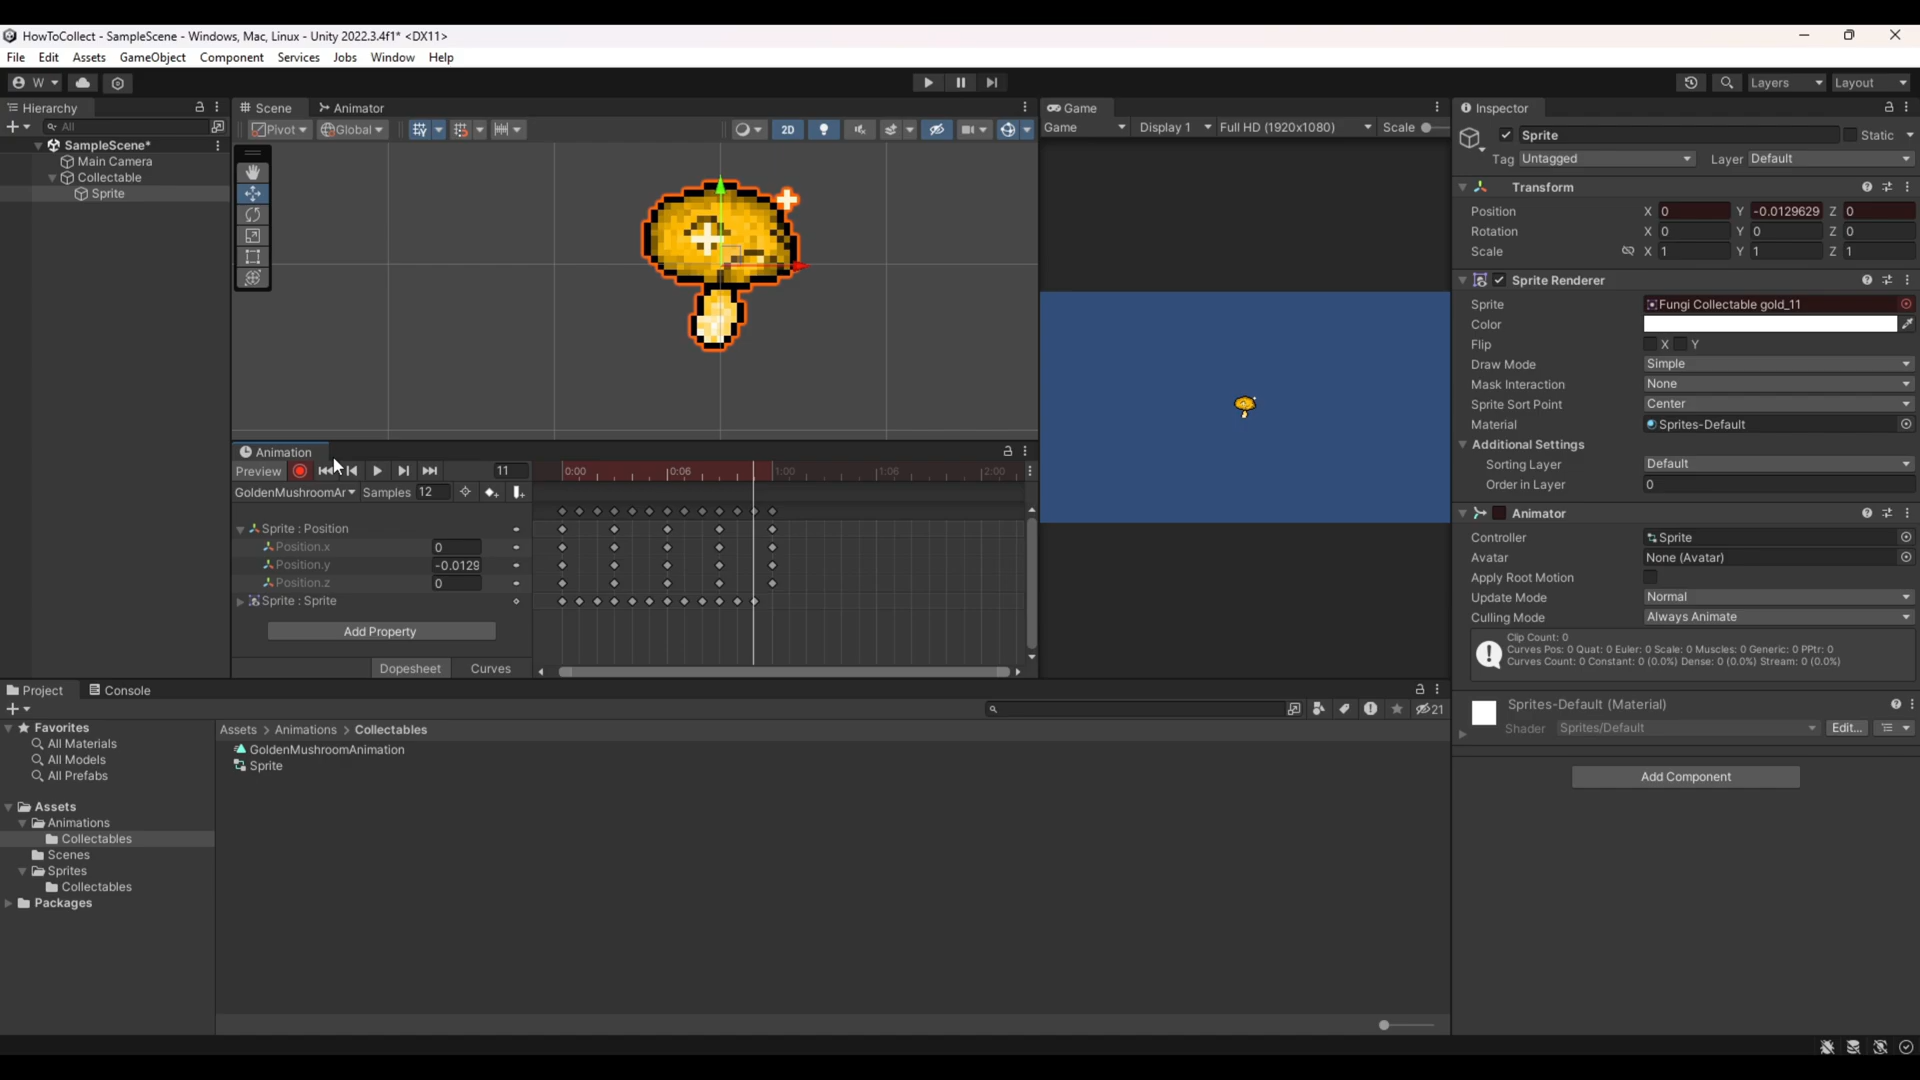 HowToCollect - SampleScene - Windows, Mac, Linux - Unity 2022.3.4f1* <DX11>
File Edit Assets GameObject Component Services Jobs Window Help
W Layers Layout
Hierarchy
All
SampleScene*
Main Camera
Collectable
Sprite
Scene Animator
Pivot Global 2D
Game
Game Display 1 Full HD (1920x1080) Scale
Animation
Preview 11 0:00 0:06 1:00 1:06 2:00
GoldenMushroomAr Samples 12
Sprite : Position
Position.x 0
Position.y -0.0129
Position.z 0
Sprite : Sprite
Add Property
Dopesheet Curves
Inspector
Sprite Static
Tag Untagged Layer Default
Transform
Position X 0 Y -0.0129629 Z 0
Rotation X 0 Y 0 Z 0
Scale X 1 Y 1 Z 1
Sprite Renderer
Sprite Fungi Collectable gold_11
Color
Flip X Y
Draw Mode Simple
Mask Interaction None
Sprite Sort Point Center
Material Sprites-Default
Additional Settings
Sorting Layer Default
Order in Layer 0
Animator
Controller Sprite
Avatar None (Avatar)
Apply Root Motion
Update Mode Normal
Culling Mode Always Animate
Clip Count: 0
Curves Pos: 0 Quat: 0 Euler: 0 Scale: 0 Muscles: 0 Generic: 0 PPtr: 0
Curves Count: 0 Constant: 0 (0.0%) Dense: 0 (0.0%) Stream: 0 (0.0%)
Sprites-Default (Material)
Shader Sprites/Default Edit...
Add Component
Project Console
21
Favorites
All Materials
All Models
All Prefabs
Assets
Animations
Collectables
Scenes
Sprites
Collectables
Packages
Assets > Animations > Collectables
GoldenMushroomAnimation
Sprite